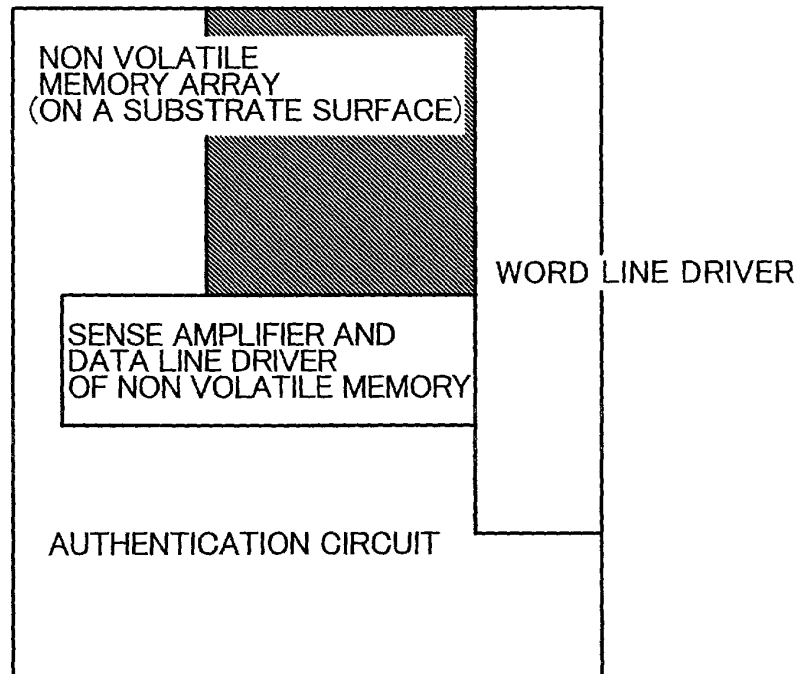 NON VOLATILE
MEMORY ARRAY
(ON A SUBSTRATE SURFACE)
WORD LINE DRIVER
SENSE AMPLIFIER AND
DATA LINE DRIVER
OF NON VOLATILE MEMORY
AUTHENTICATION CIRCUIT